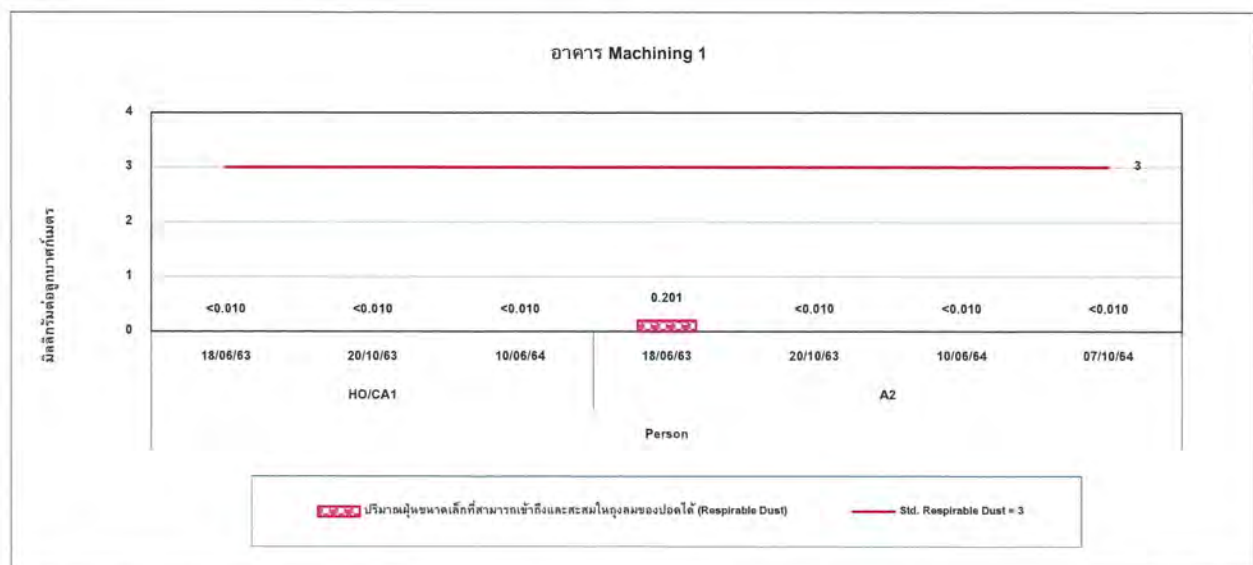 อาคาร Machining 1
มิลลิกรัมต่อลูกบาศก์เมตร
4
3
3
2
1
0
<0.010 <0.010 <0.010 0.201 <0.010 <0.010 <0.010
18/06/63 20/10/63 10/06/64 18/06/63 20/10/63 10/06/64 07/10/64
HO/CA1 A2
Person
ปริมาณฝุ่นขนาดเล็กที่สามารถเข้าถึงและสะสมในถุงลมของปอดได้ (Respirable Dust) Std. Respirable Dust = 3